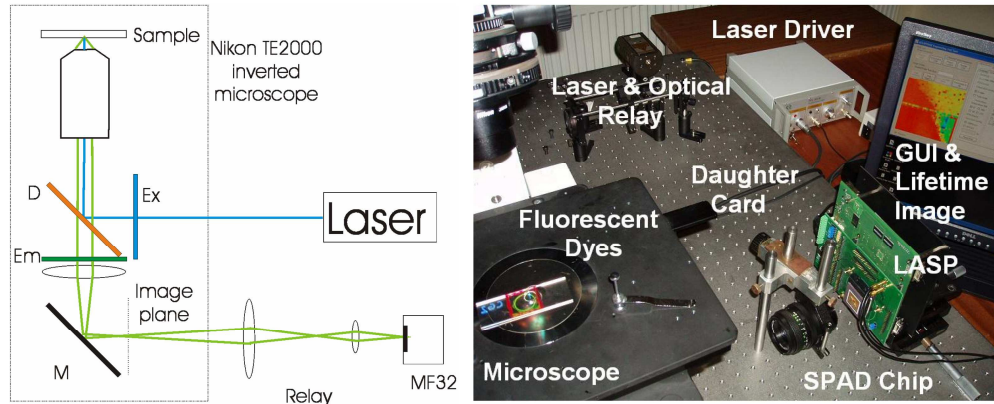 Sample
Nikon TE2000
inverted
microscope
D
Ex
Laser
Em
Image
plane
M
Relay
MF32
Laser Driver
Laser & Optical
Relay
GUI &
Lifetime
Image
Daughter
Card
Fluorescent
Dyes
LASP
Microscope
SPAD Chip
DELL